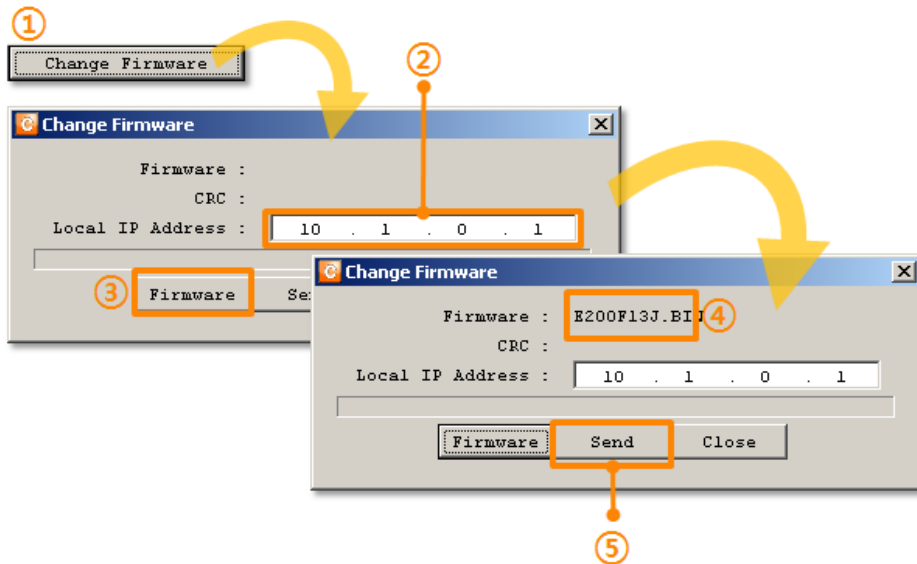 ①
Change Firmware
②
Change Firmware
Firmware :
CRC :
Local IP Address : 10 . 1 . 0 . 1
③ Firmware
Change Firmware
Firmware : E200F13J.BIN ④
CRC :
Local IP Address : 10 . 1 . 0 . 1
Firmware Send Close
⑤